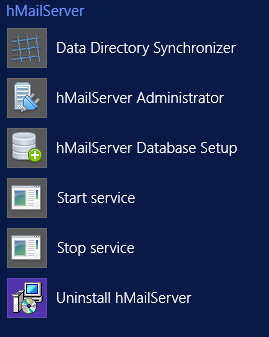 hMailServer
Data Directory Synchronizer
hMailServer Administrator
hMailServer Database Setup
Start service
Stop service
Uninstall hMailServer